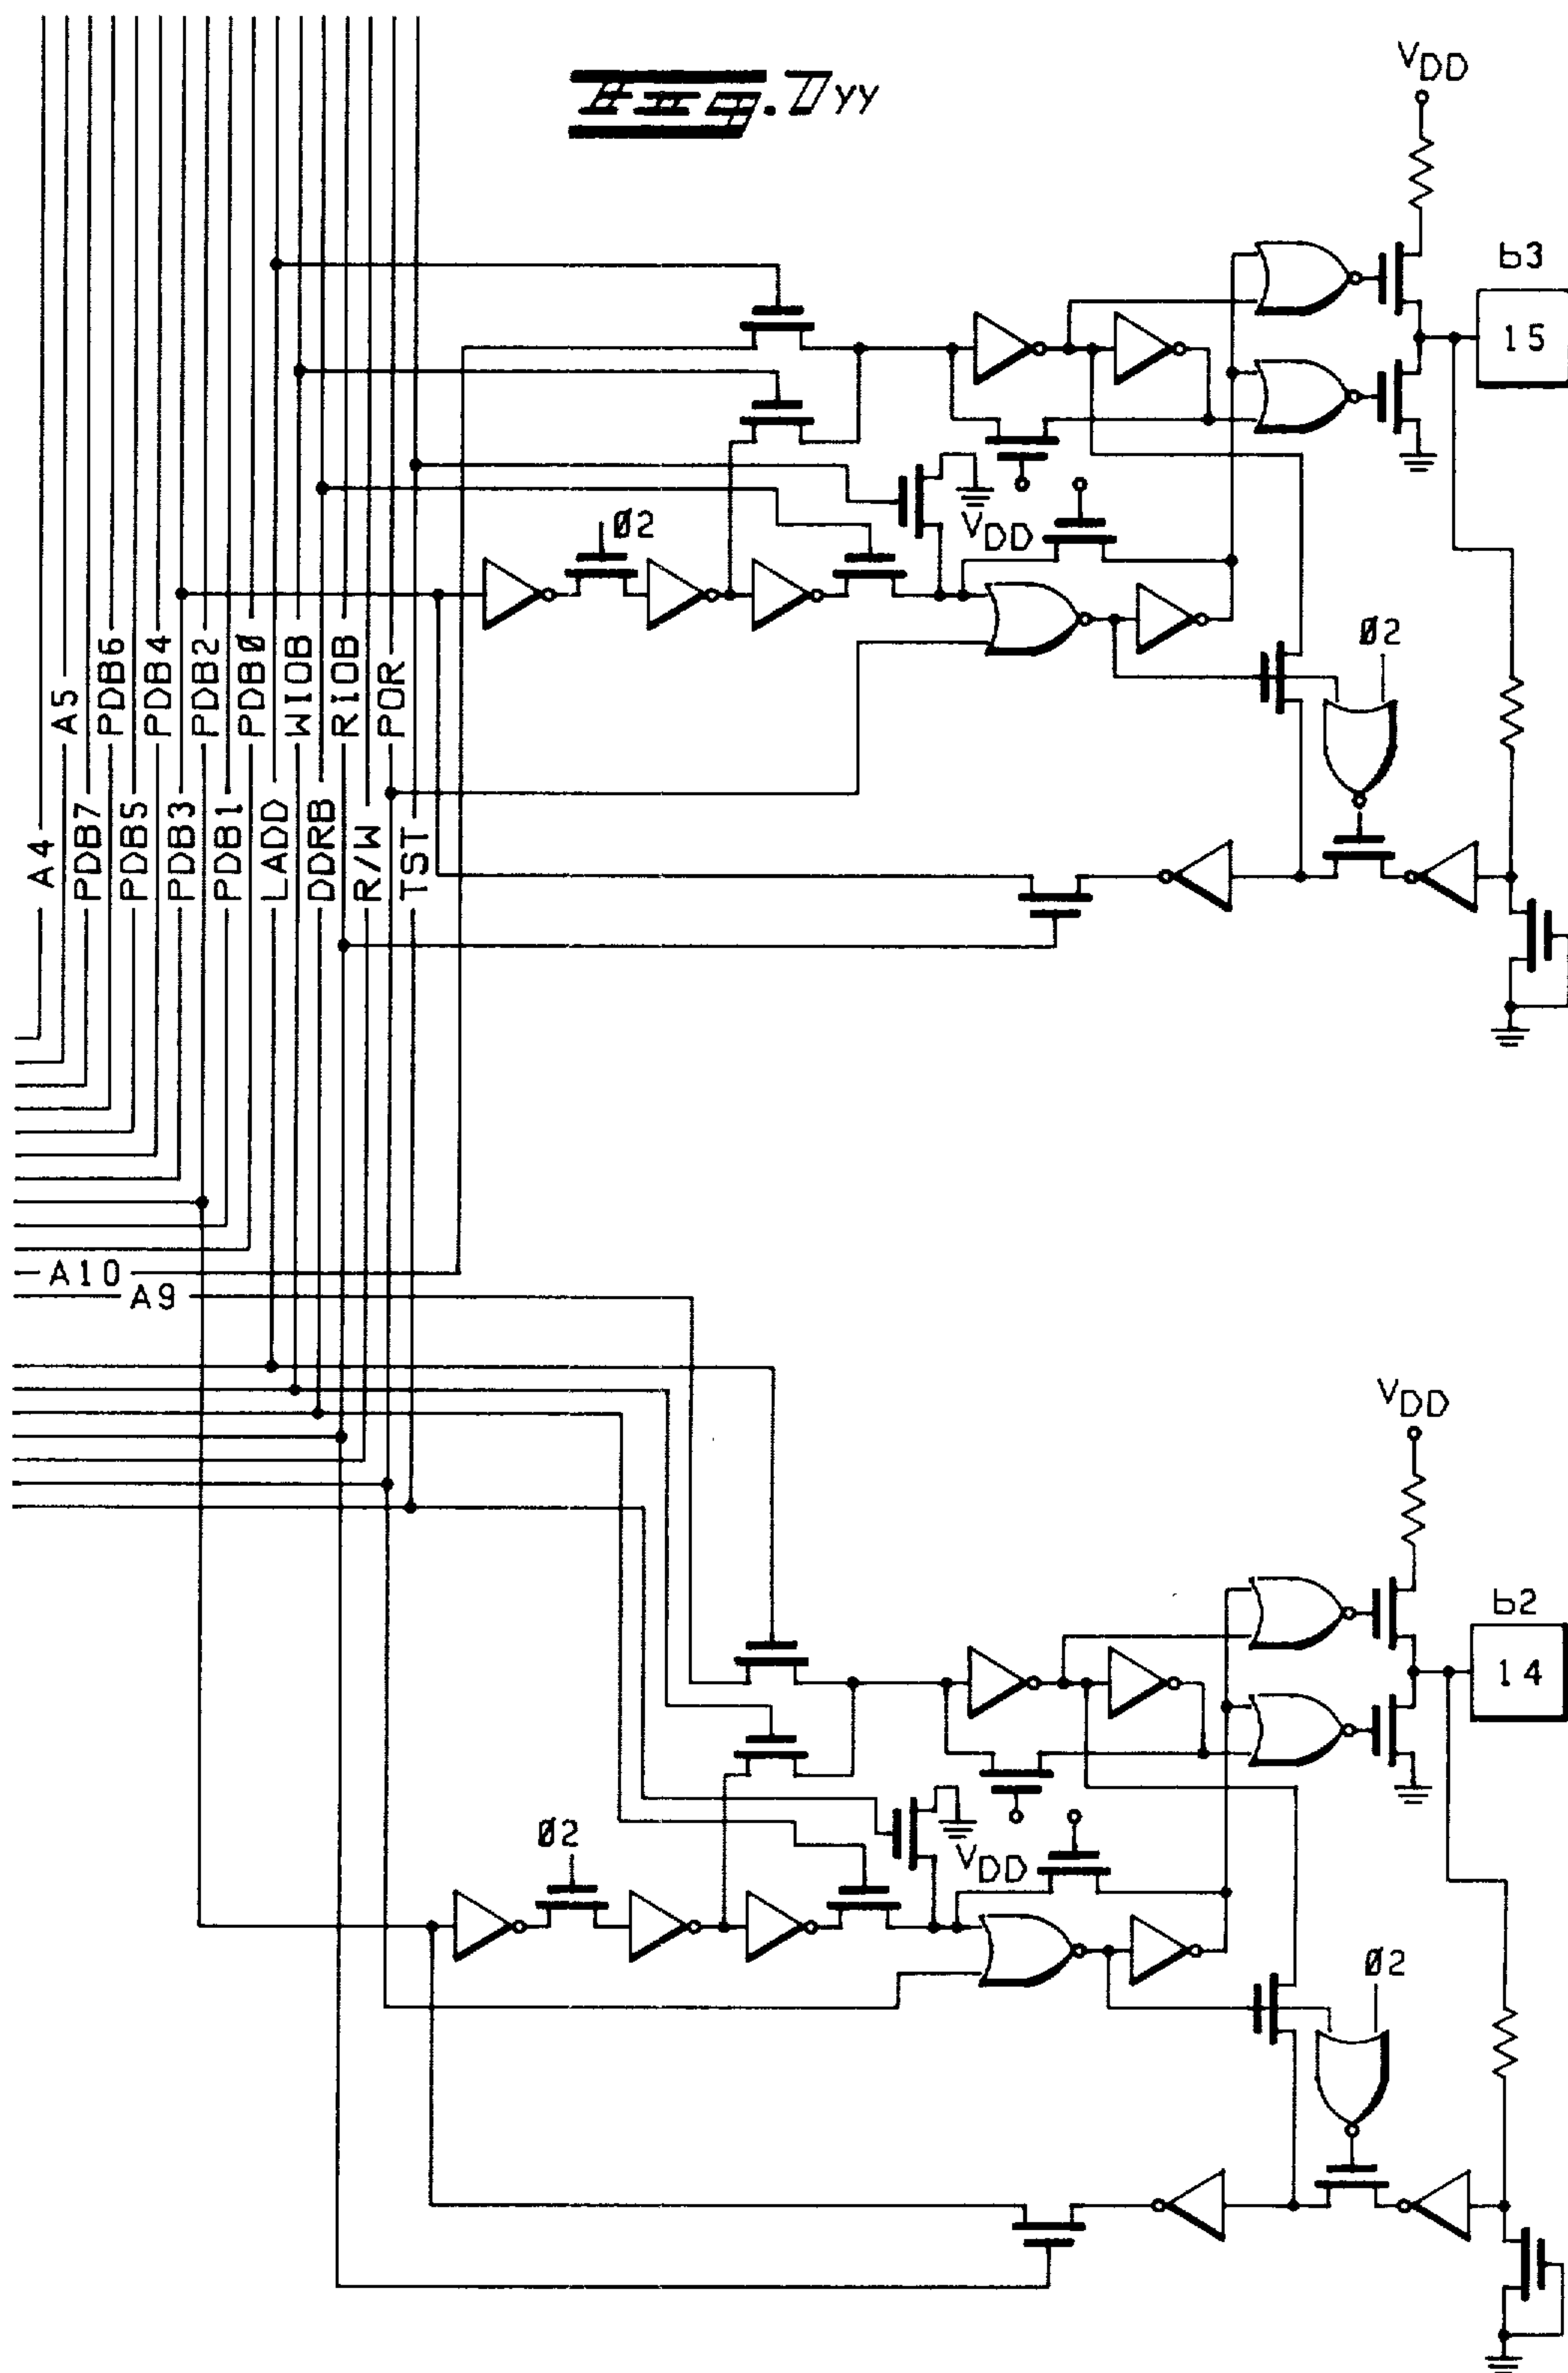 Fig. 7yy
VDD
b3
15
Ø2
VDD
Ø2
A4
A5
PDB7
PDB6
PDB5
PDB4
PDB3
PDB2
PDB1
PDBØ
LADD
WIOB
DDRB
RIOB
R/W
POR
TST
A10
A9
VDD
b2
14
Ø2
VDD
Ø2